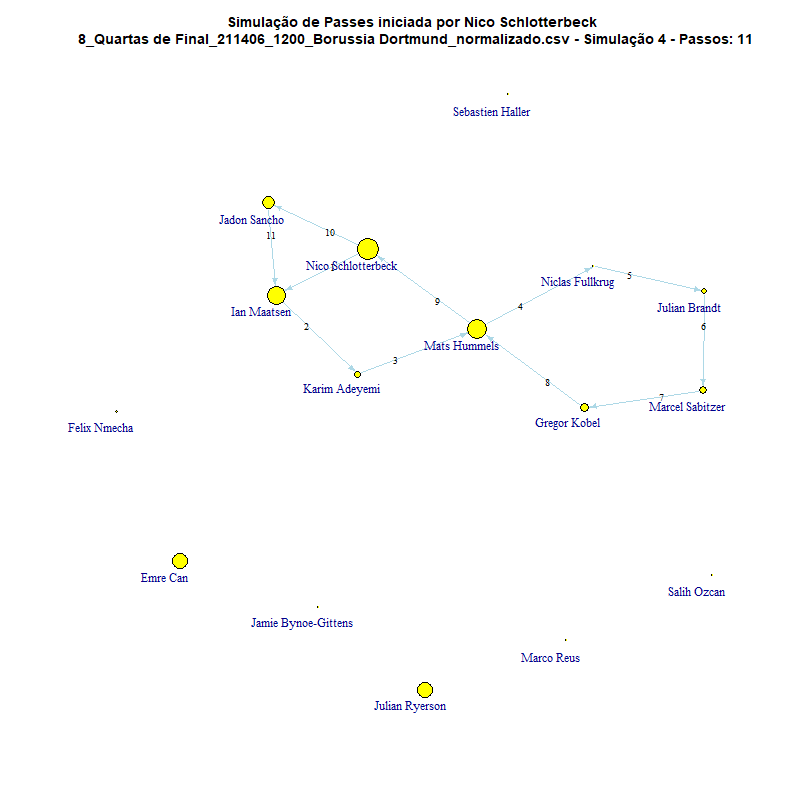 Simulação de Passes iniciada por Nico Schlotterbeck
8_Quartas de Final_211406_1200_Borussia Dortmund_normalizado.csv - Simulação 4 - Passos: 11
Sebastien Haller
Jadon Sancho
10
11
Nico Schlotterbeck
1
Niclas Fullkrug
5
Ian Maatsen
9
4
Julian Brandt
2
6
Mats Hummels
3
Karim Adeyemi
8
7
Marcel Sabitzer
Gregor Kobel
Felix Nmecha
Emre Can
Salih Ozcan
Jamie Bynoe-Gittens
Marco Reus
Julian Ryerson